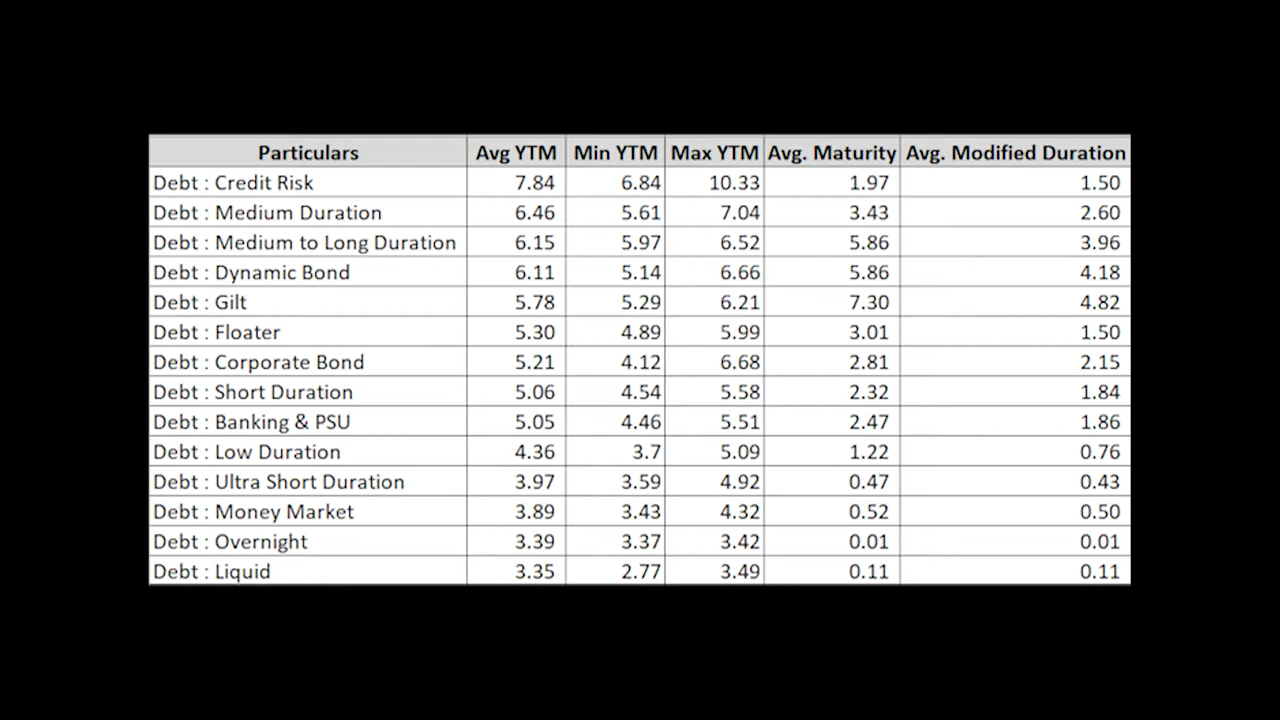 Particulars Avg YTM Min YTM Max YTM Avg. Maturity Avg. Modified Duration
Debt : Credit Risk 7.84 6.84 10.33 1.97 1.50
Debt : Medium Duration 6.46 5.61 7.04 3.43 2.60
Debt : Medium to Long Duration 6.15 5.97 6.52 5.86 3.96
Debt : Dynamic Bond 6.11 5.14 6.66 5.86 4.18
Debt : Gilt 5.78 5.29 6.21 7.30 4.82
Debt : Floater 5.30 4.89 5.99 3.01 1.50
Debt : Corporate Bond 5.21 4.12 6.68 2.81 2.15
Debt : Short Duration 5.06 4.54 5.58 2.32 1.84
Debt : Banking & PSU 5.05 4.46 5.51 2.47 1.86
Debt : Low Duration 4.36 3.7 5.09 1.22 0.76
Debt : Ultra Short Duration 3.97 3.59 4.92 0.47 0.43
Debt : Money Market 3.89 3.43 4.32 0.52 0.50
Debt : Overnight 3.39 3.37 3.42 0.01 0.01
Debt : Liquid 3.35 2.77 3.49 0.11 0.11